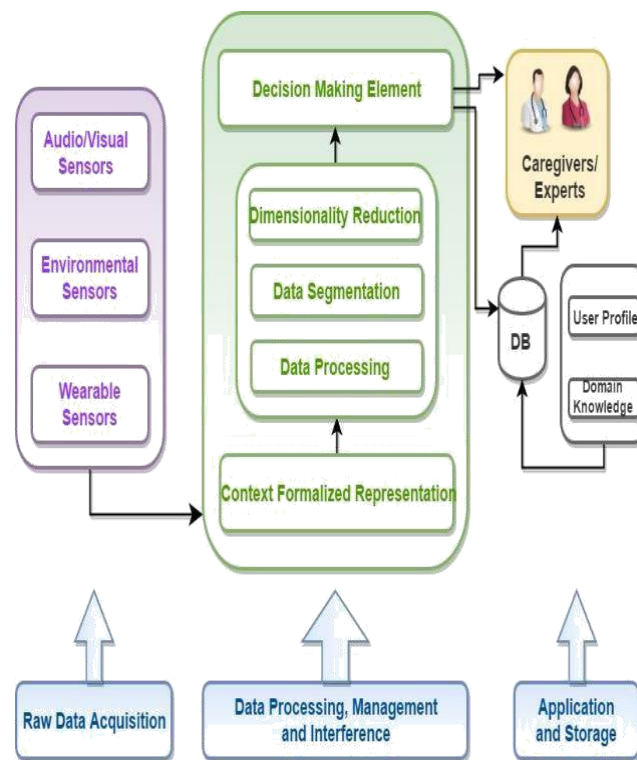 Audio/Visual
Sensors
Environmental
Sensors
Wearable
Sensors
Decision Making Element
Dimensionality Reduction
Data Segmentation
Data Processing
Context Formalized Representation
Caregivers/
Experts
DB
User Profile
Domain
Knowledge
Raw Data Acquisition
Data Processing, Management
and Interference
Application
and Storage